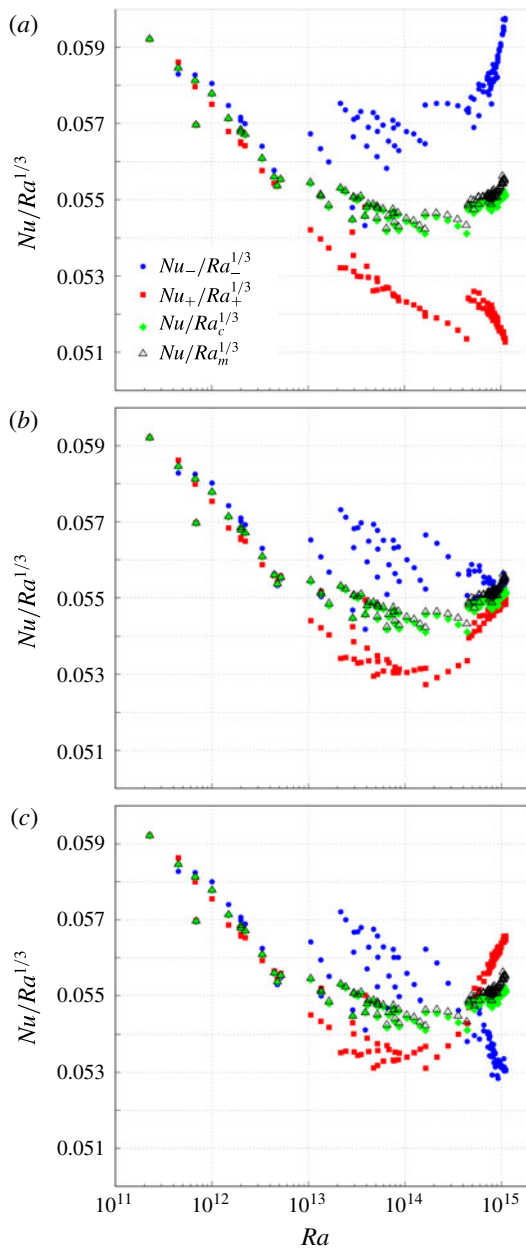 (a)
0.059
0.057
0.055
0.053
0.051
Nu/Ra^{1/3}
Nu_−/Ra_−^{1/3}
Nu_+/Ra_+^{1/3}
Nu/Ra_c^{1/3}
Nu/Ra_m^{1/3}
(b)
0.059
0.057
0.055
0.053
0.051
Nu/Ra^{1/3}
(c)
0.059
0.057
0.055
0.053
0.051
Nu/Ra^{1/3}
10^{11} 10^{12} 10^{13} 10^{14} 10^{15}
Ra